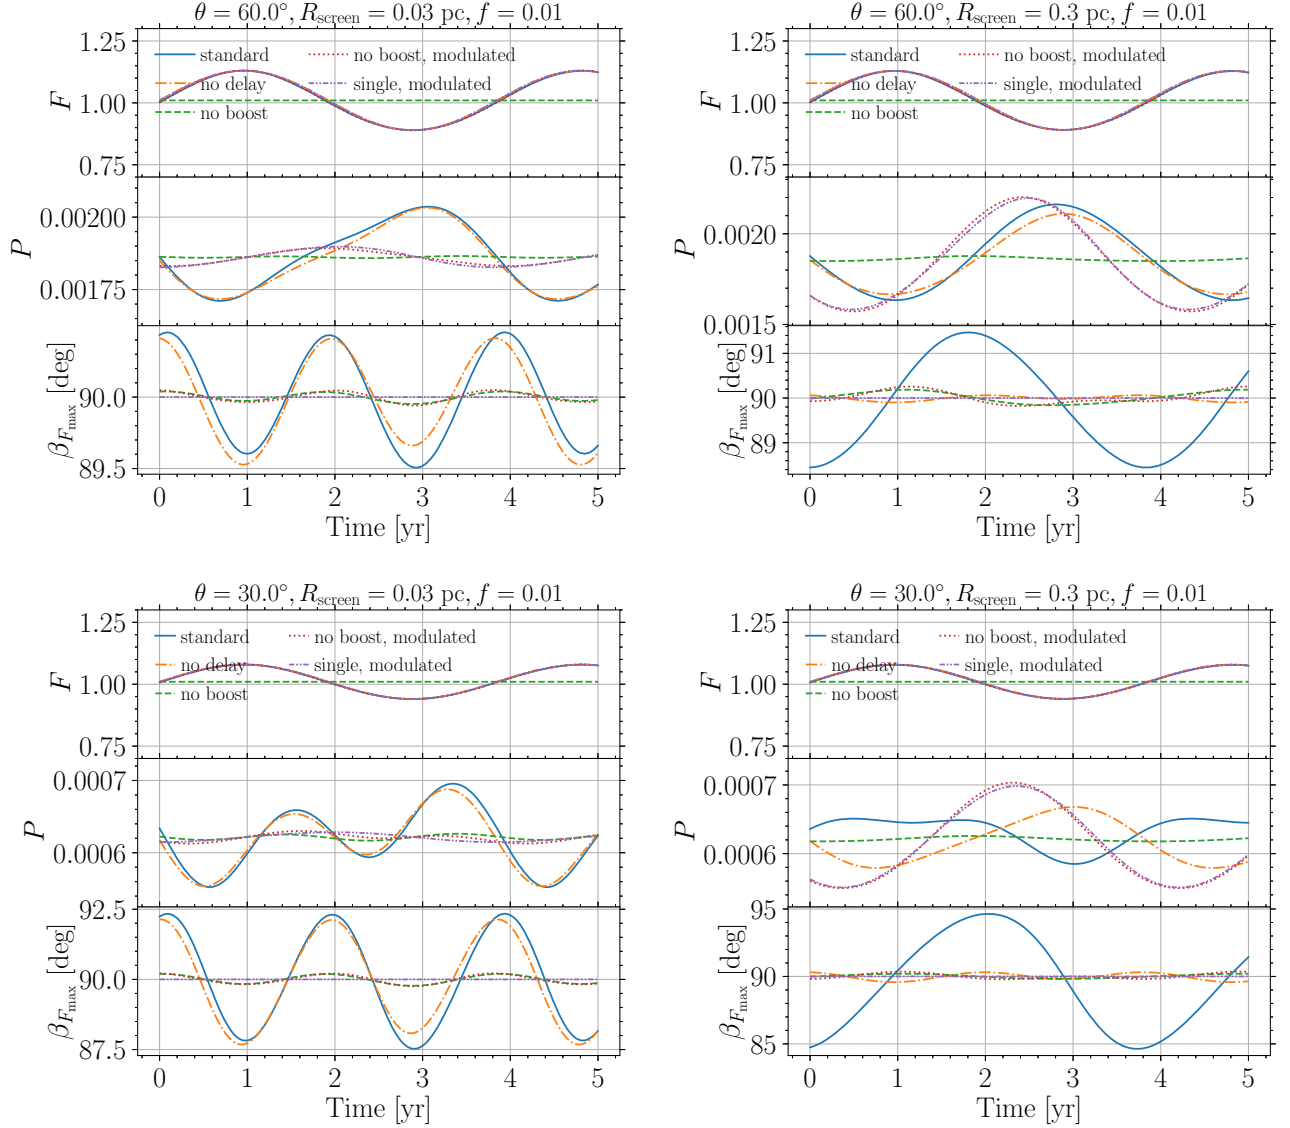 θ = 60.0°, R_screen = 0.03 pc, f = 0.01
1.25
1.00
0.75
F
standard
no delay
no boost
no boost, modulated
single, modulated
0.00200
0.00175
P
90.0
89.5
β_F_max [deg]
0 1 2 3 4 5
Time [yr]
θ = 60.0°, R_screen = 0.3 pc, f = 0.01
1.25
1.00
0.75
F
standard
no delay
no boost
no boost, modulated
single, modulated
0.0020
0.0015
P
91
90
89
β_F_max [deg]
0 1 2 3 4 5
Time [yr]
θ = 30.0°, R_screen = 0.03 pc, f = 0.01
1.25
1.00
0.75
F
standard
no delay
no boost
no boost, modulated
single, modulated
0.0007
0.0006
P
92.5
90.0
87.5
β_F_max [deg]
0 1 2 3 4 5
Time [yr]
θ = 30.0°, R_screen = 0.3 pc, f = 0.01
1.25
1.00
0.75
F
standard
no delay
no boost
no boost, modulated
single, modulated
0.0007
0.0006
P
95
90
85
β_F_max [deg]
0 1 2 3 4 5
Time [yr]